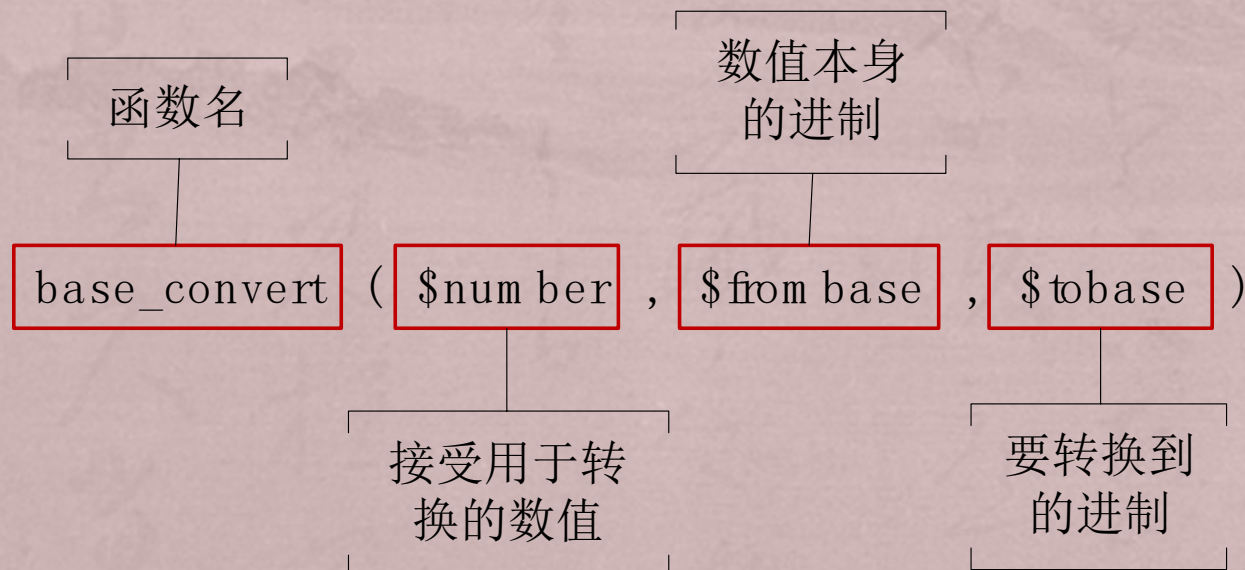 函数名
数值本身
的进制
base_convert ( $number , $frombase , $tobase )
接受用于转
换的数值
要转换到
的进制